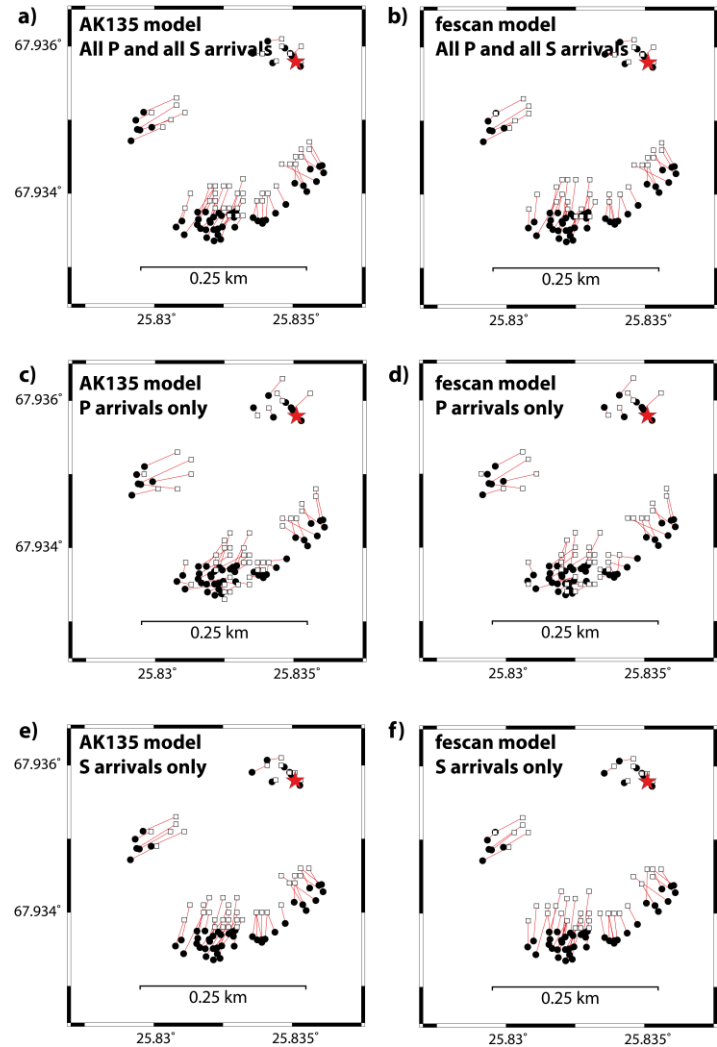 a)
AK135 model
All P and all S arrivals
67.936°
67.934°
0.25 km
25.83°
25.835°
b)
fescan model
All P and all S arrivals
0.25 km
25.83°
25.835°
c)
AK135 model
P arrivals only
67.936°
67.934°
0.25 km
25.83°
25.835°
d)
fescan model
P arrivals only
0.25 km
25.83°
25.835°
e)
AK135 model
S arrivals only
67.936°
67.934°
0.25 km
25.83°
25.835°
f)
fescan model
S arrivals only
0.25 km
25.83°
25.835°